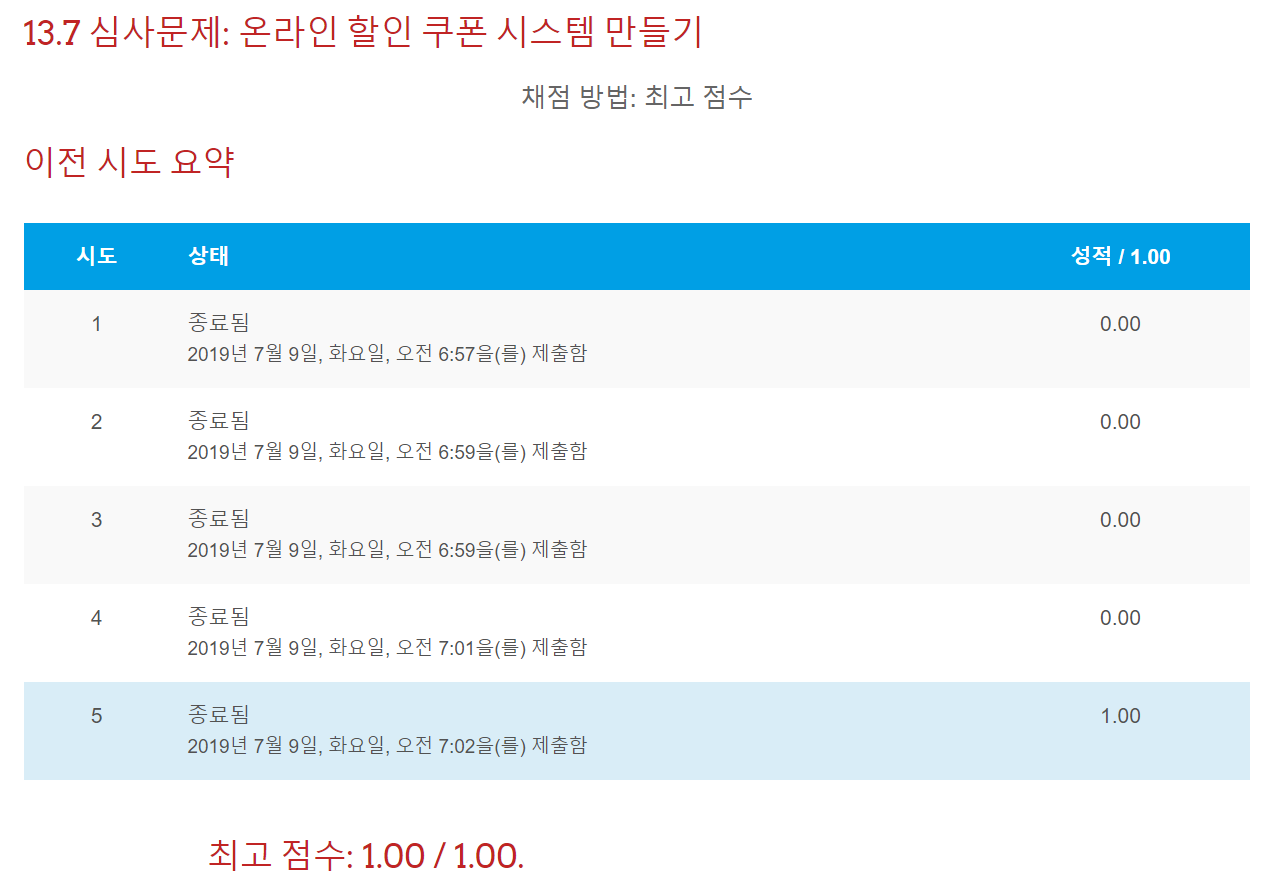 13.7 심사문제: 온라인 할인 쿠폰 시스템 만들기
채점 방법: 최고 점수
이전 시도 요약
시도 상태 성적 / 1.00
1 종료됨 0.00
2019년 7월 9일, 화요일, 오전 6:57을(를) 제출함
2 종료됨 0.00
2019년 7월 9일, 화요일, 오전 6:59을(를) 제출함
3 종료됨 0.00
2019년 7월 9일, 화요일, 오전 6:59을(를) 제출함
4 종료됨 0.00
2019년 7월 9일, 화요일, 오전 7:01을(를) 제출함
5 종료됨 1.00
2019년 7월 9일, 화요일, 오전 7:02을(를) 제출함
최고 점수: 1.00 / 1.00.